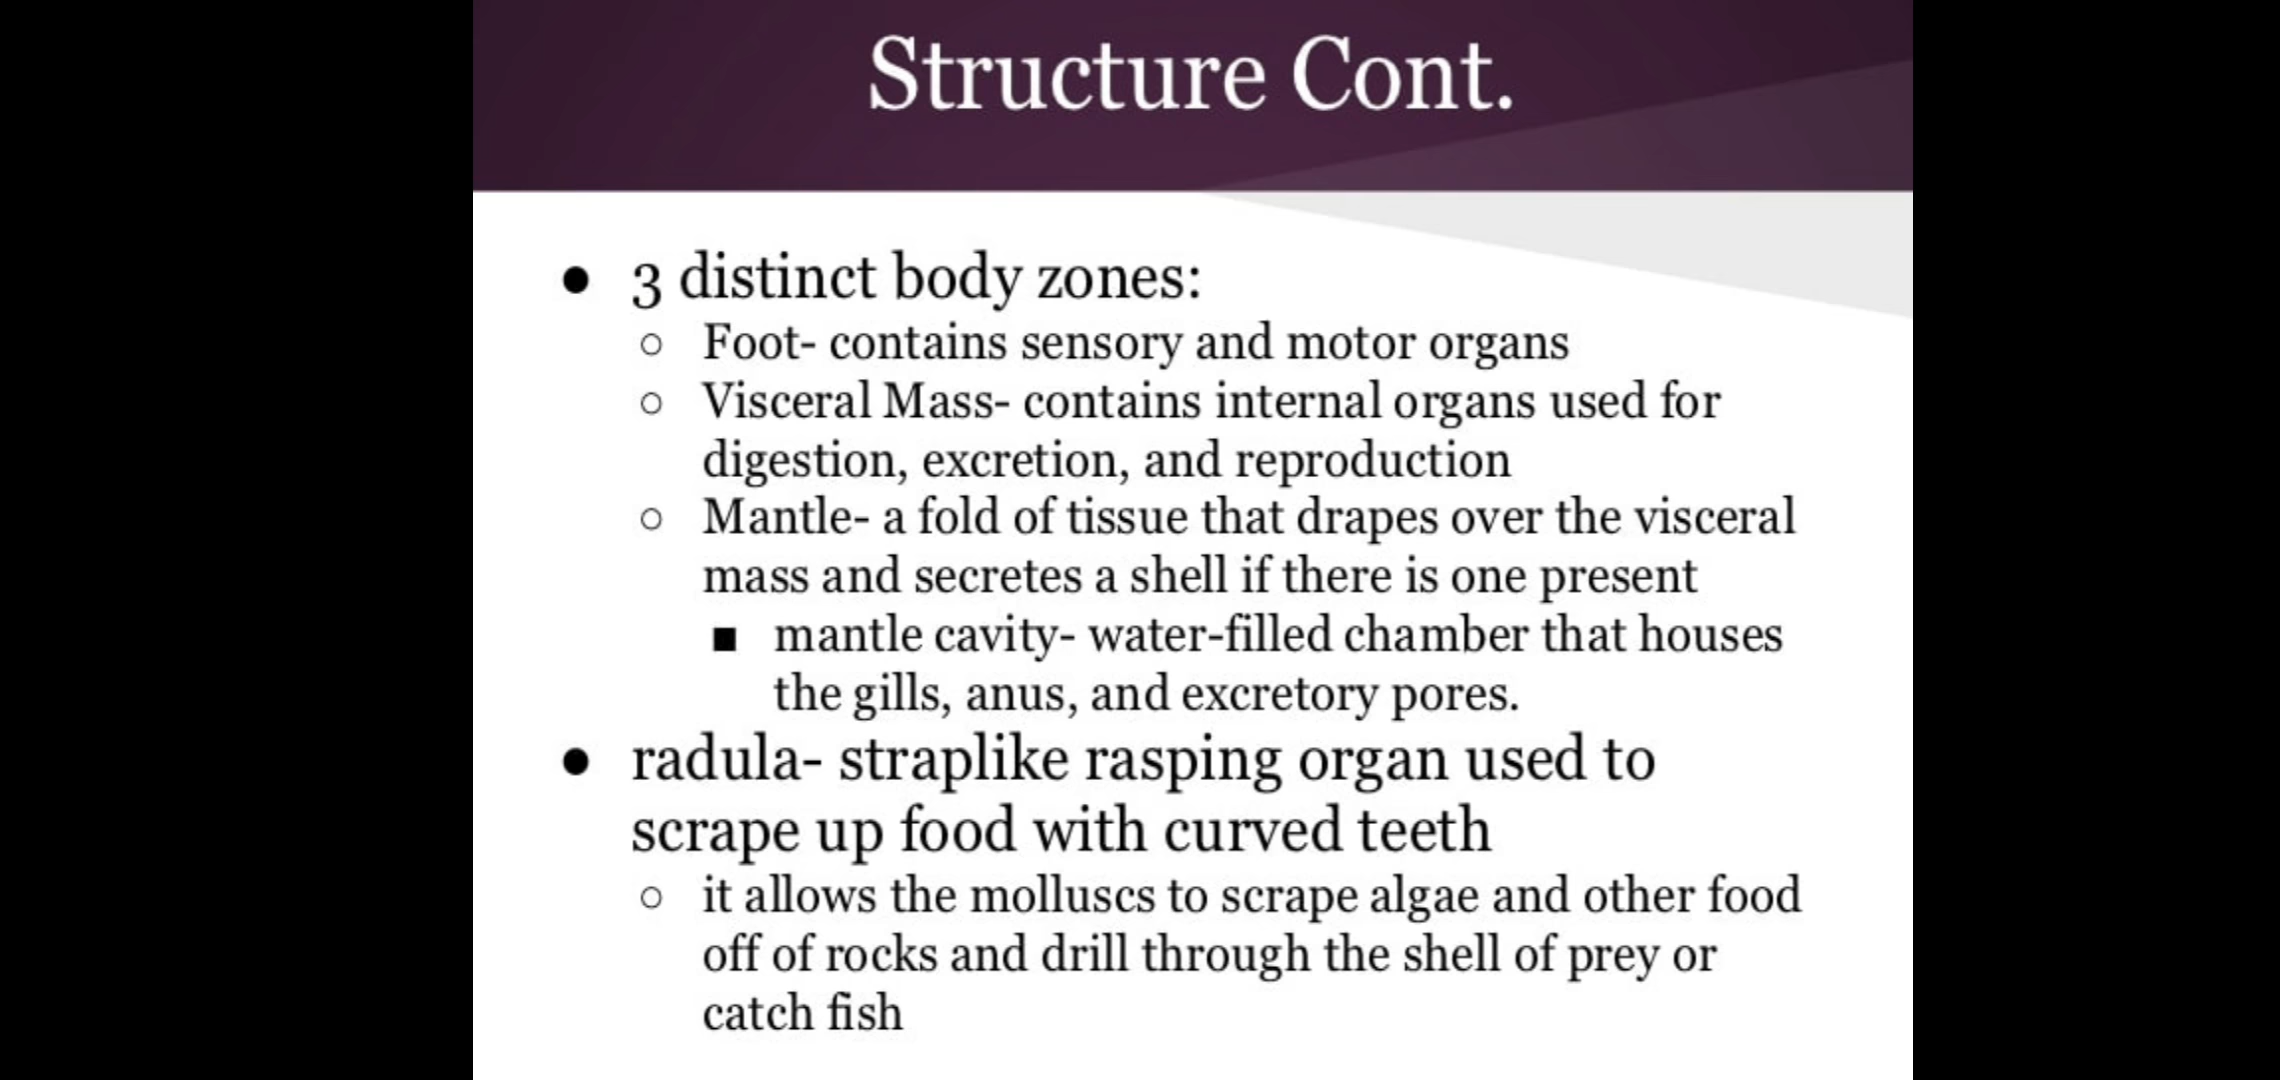 Structure Cont.
● 3 distinct body zones:
○ Foot- contains sensory and motor organs
○ Visceral Mass- contains internal organs used for
digestion, excretion, and reproduction
○ Mantle- a fold of tissue that drapes over the visceral
mass and secretes a shell if there is one present
■ mantle cavity- water-filled chamber that houses
the gills, anus, and excretory pores.
● radula- straplike rasping organ used to
scrape up food with curved teeth
○ it allows the molluscs to scrape algae and other food
off of rocks and drill through the shell of prey or
catch fish